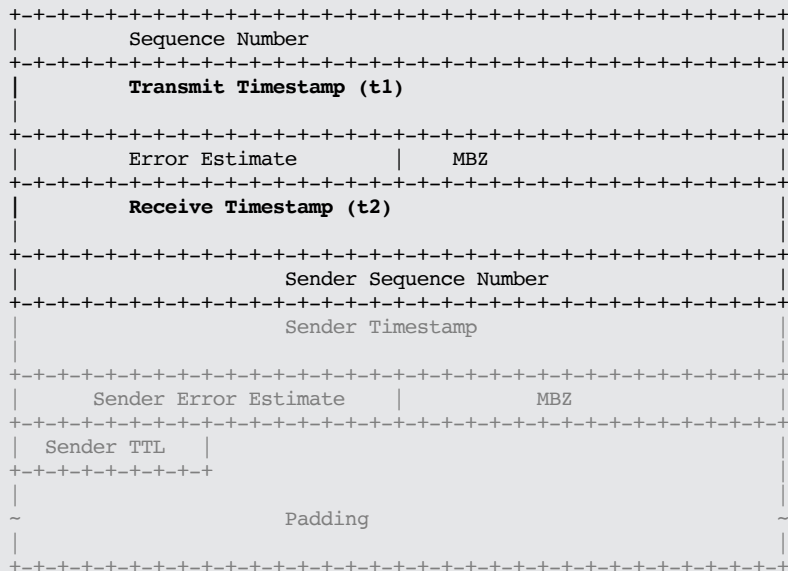 +-+-+-+-+-+-+-+-+-+-+-+-+-+-+-+-+-+-+-+-+-+-+-+-+-+-+-+-+-+-+-+-+
|         Sequence Number                                       |
+-+-+-+-+-+-+-+-+-+-+-+-+-+-+-+-+-+-+-+-+-+-+-+-+-+-+-+-+-+-+-+-+
|         Transmit Timestamp (t1)                               |
|                                                               |
+-+-+-+-+-+-+-+-+-+-+-+-+-+-+-+-+-+-+-+-+-+-+-+-+-+-+-+-+-+-+-+-+
|         Error Estimate        |    MBZ                        |
+-+-+-+-+-+-+-+-+-+-+-+-+-+-+-+-+-+-+-+-+-+-+-+-+-+-+-+-+-+-+-+-+
|         Receive Timestamp (t2)                                |
|                                                               |
+-+-+-+-+-+-+-+-+-+-+-+-+-+-+-+-+-+-+-+-+-+-+-+-+-+-+-+-+-+-+-+-+
|                      Sender Sequence Number                   |
+-+-+-+-+-+-+-+-+-+-+-+-+-+-+-+-+-+-+-+-+-+-+-+-+-+-+-+-+-+-+-+-+
|                      Sender Timestamp                         |
|                                                               |
+-+-+-+-+-+-+-+-+-+-+-+-+-+-+-+-+-+-+-+-+-+-+-+-+-+-+-+-+-+-+-+-+
|      Sender Error Estimate    |           MBZ                 |
+-+-+-+-+-+-+-+-+-+-+-+-+-+-+-+-+-+-+-+-+-+-+-+-+-+-+-+-+-+-+-+-+
|  Sender TTL   |                                               |
+-+-+-+-+-+-+-+-+                                               |
|                                                               |
~                      Padding                                  ~
|                                                               |
+-+-+-+-+-+-+-+-+-+-+-+-+-+-+-+-+-+-+-+-+-+-+-+-+-+-+-+-+-+-+-+-+